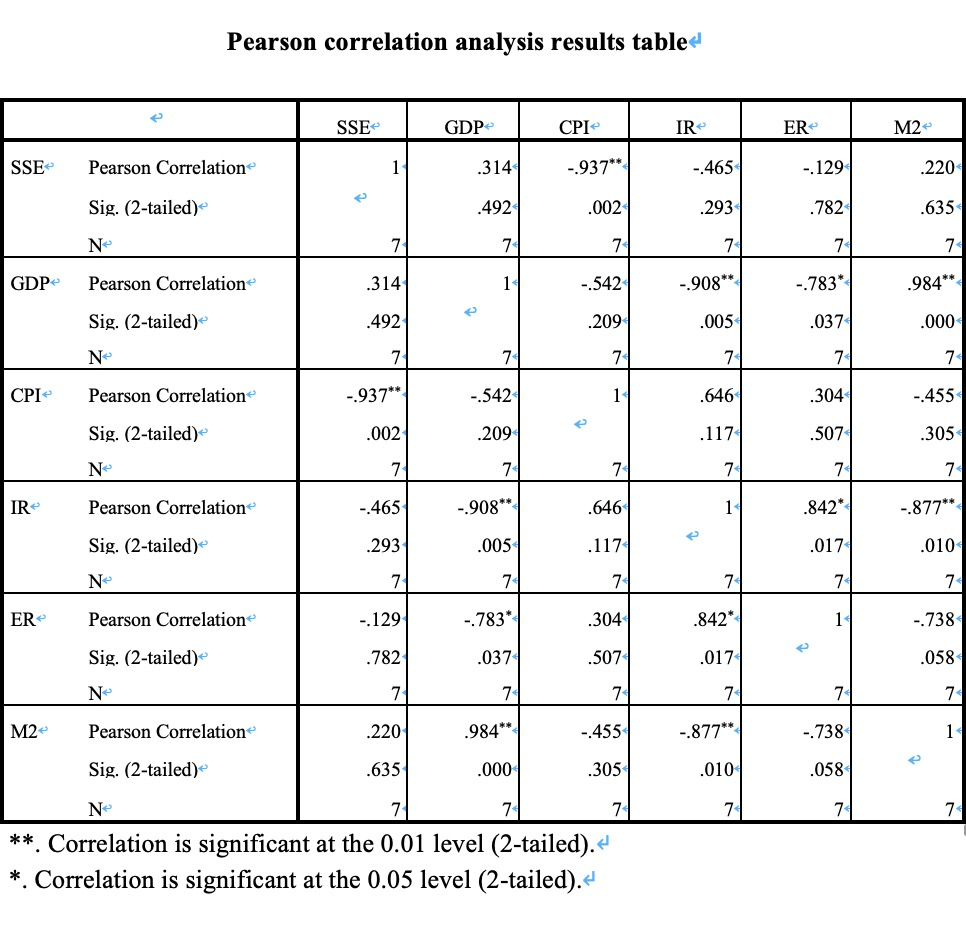 Pearson correlation analysis results table
SSE GDP CPI IR ER M2
SSE Pearson Correlation 1 .314 -.937** -.465 -.129 .220
Sig. (2-tailed) .492 .002 .293 .782 .635
N 7 7 7 7 7 7
GDP Pearson Correlation .314 1 -.542 -.908** -.783* .984**
Sig. (2-tailed) .492 .209 .005 .037 .000
N 7 7 7 7 7 7
CPI Pearson Correlation -.937** -.542 1 .646 .304 -.455
Sig. (2-tailed) .002 .209 .117 .507 .305
N 7 7 7 7 7 7
IR Pearson Correlation -.465 -.908** .646 1 .842* -.877**
Sig. (2-tailed) .293 .005 .117 .017 .010
N 7 7 7 7 7 7
ER Pearson Correlation -.129 -.783* .304 .842* 1 -.738
Sig. (2-tailed) .782 .037 .507 .017 .058
N 7 7 7 7 7 7
M2 Pearson Correlation .220 .984** -.455 -.877** -.738 1
Sig. (2-tailed) .635 .000 .305 .010 .058
N 7 7 7 7 7 7
**. Correlation is significant at the 0.01 level (2-tailed).
*. Correlation is significant at the 0.05 level (2-tailed).